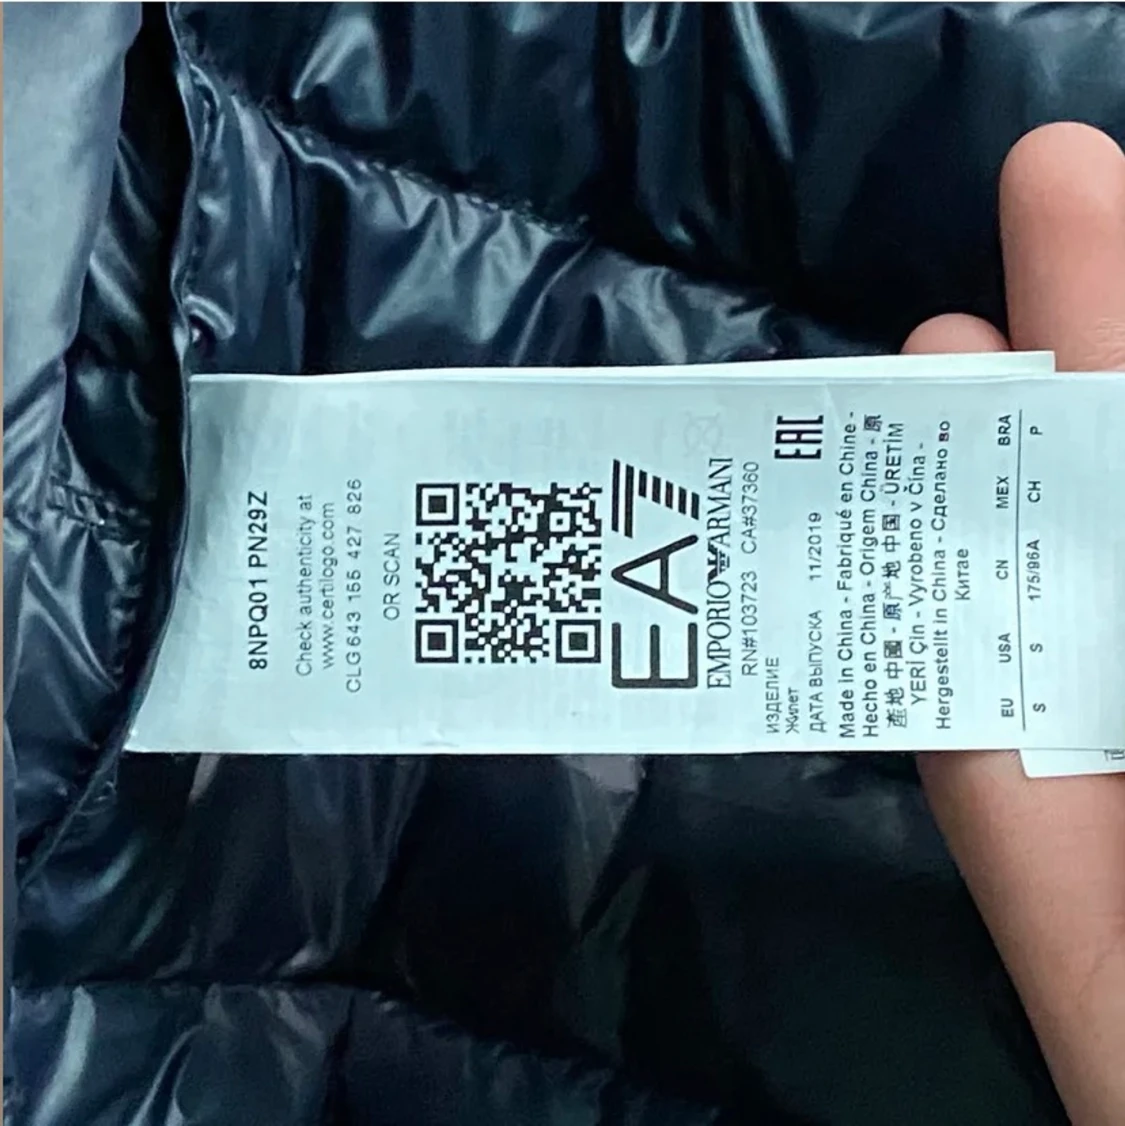 8NPQ01 PN29Z
Check authenticity at
www.certilogo.com
CLG 643 155 427 826
OR SCAN
EA7
EMPORIO ARMANI
RN#103723 CA#37360
ИЗДЕЛИЕ
Жилет
ДАТА ВЫПУСКА 11/2019
EAC
Made in China - Fabriqué en Chine -
Hecho en China - Origem China - 原
產地 中國 - 原产地 中国 - ÜRETİM
YERİ Çin - Vyrobeno v Čína -
Hergestellt in China - Сделано во
Китае
EU USA CN MEX BRA
S S 175/96A CH P